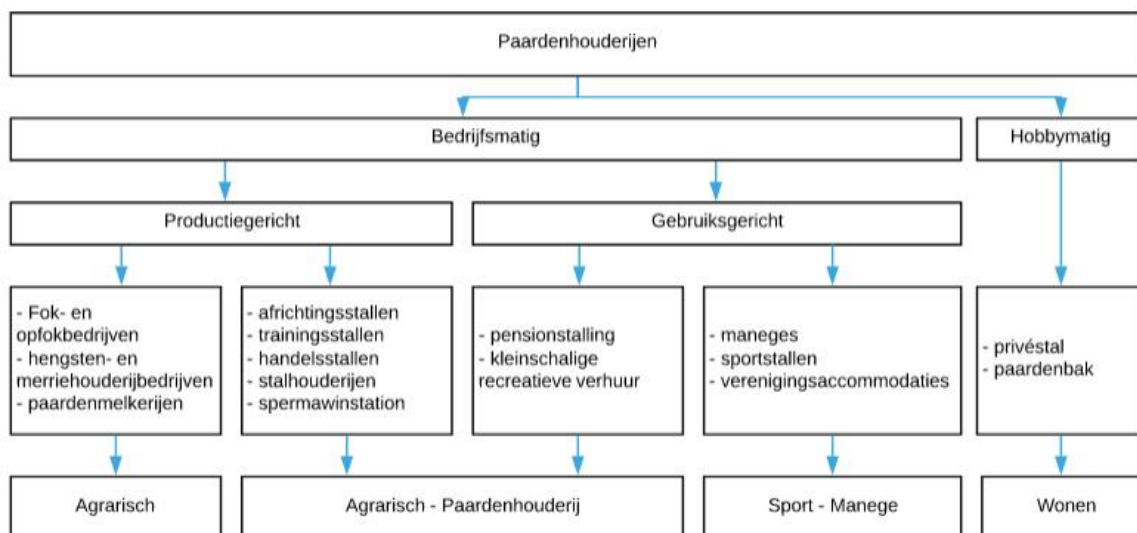 Paardenhouderijen
Bedrijfsmatig
Hobbymatig
Productiegericht
Gebruiksgericht
- Fok- en
opfokbedrijven
- hengsten- en
merriehouderijbedrijven
- paardenmelkerijen
- africhtingsstallen
- trainingsstallen
- handelsstallen
- stalhouderijen
- spermawinstation
- pensionstalling
- kleinschalige
recreatieve verhuur
- maneges
- sportstallen
- verenigingsaccommodaties
- privéstal
- paardenbak
Agrarisch
Agrarisch - Paardenhouderij
Sport - Manege
Wonen